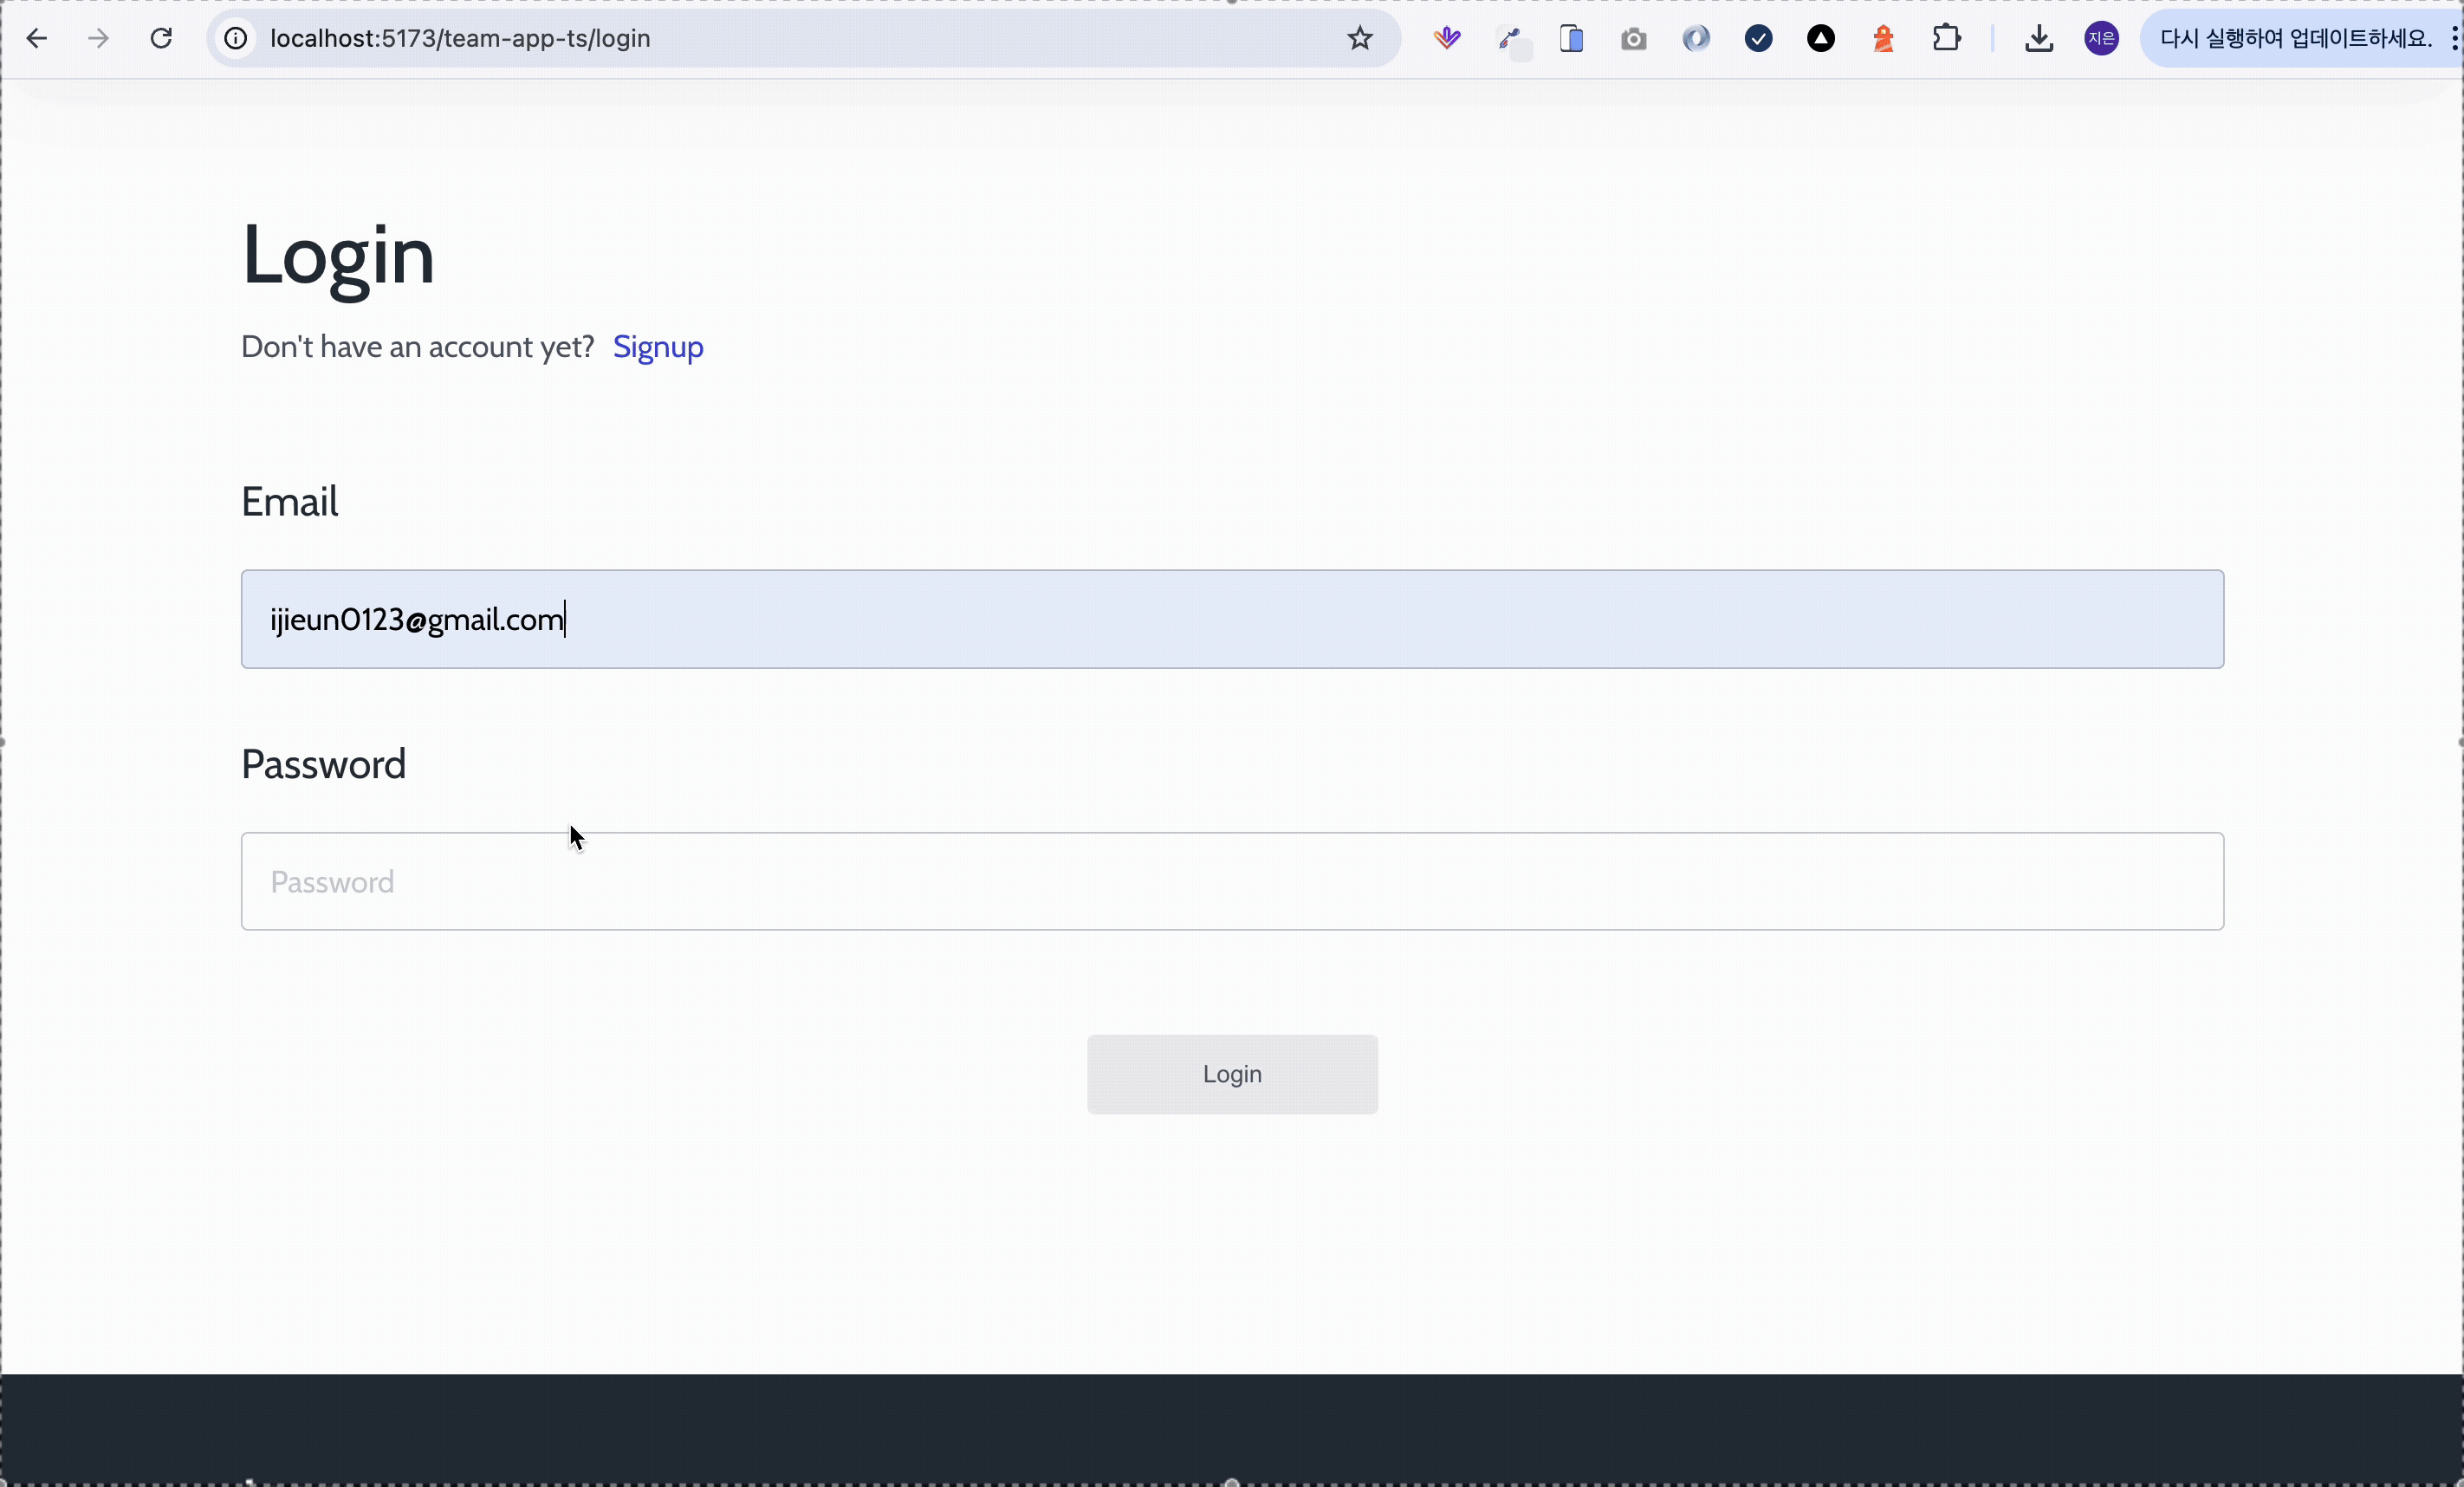 localhost:5173/team-app-ts/login
지은
다시 실행하여 업데이트하세요.
Login
Don't have an account yet? Signup
Email
ijieun0123@gmail.com
Password
Password
Login